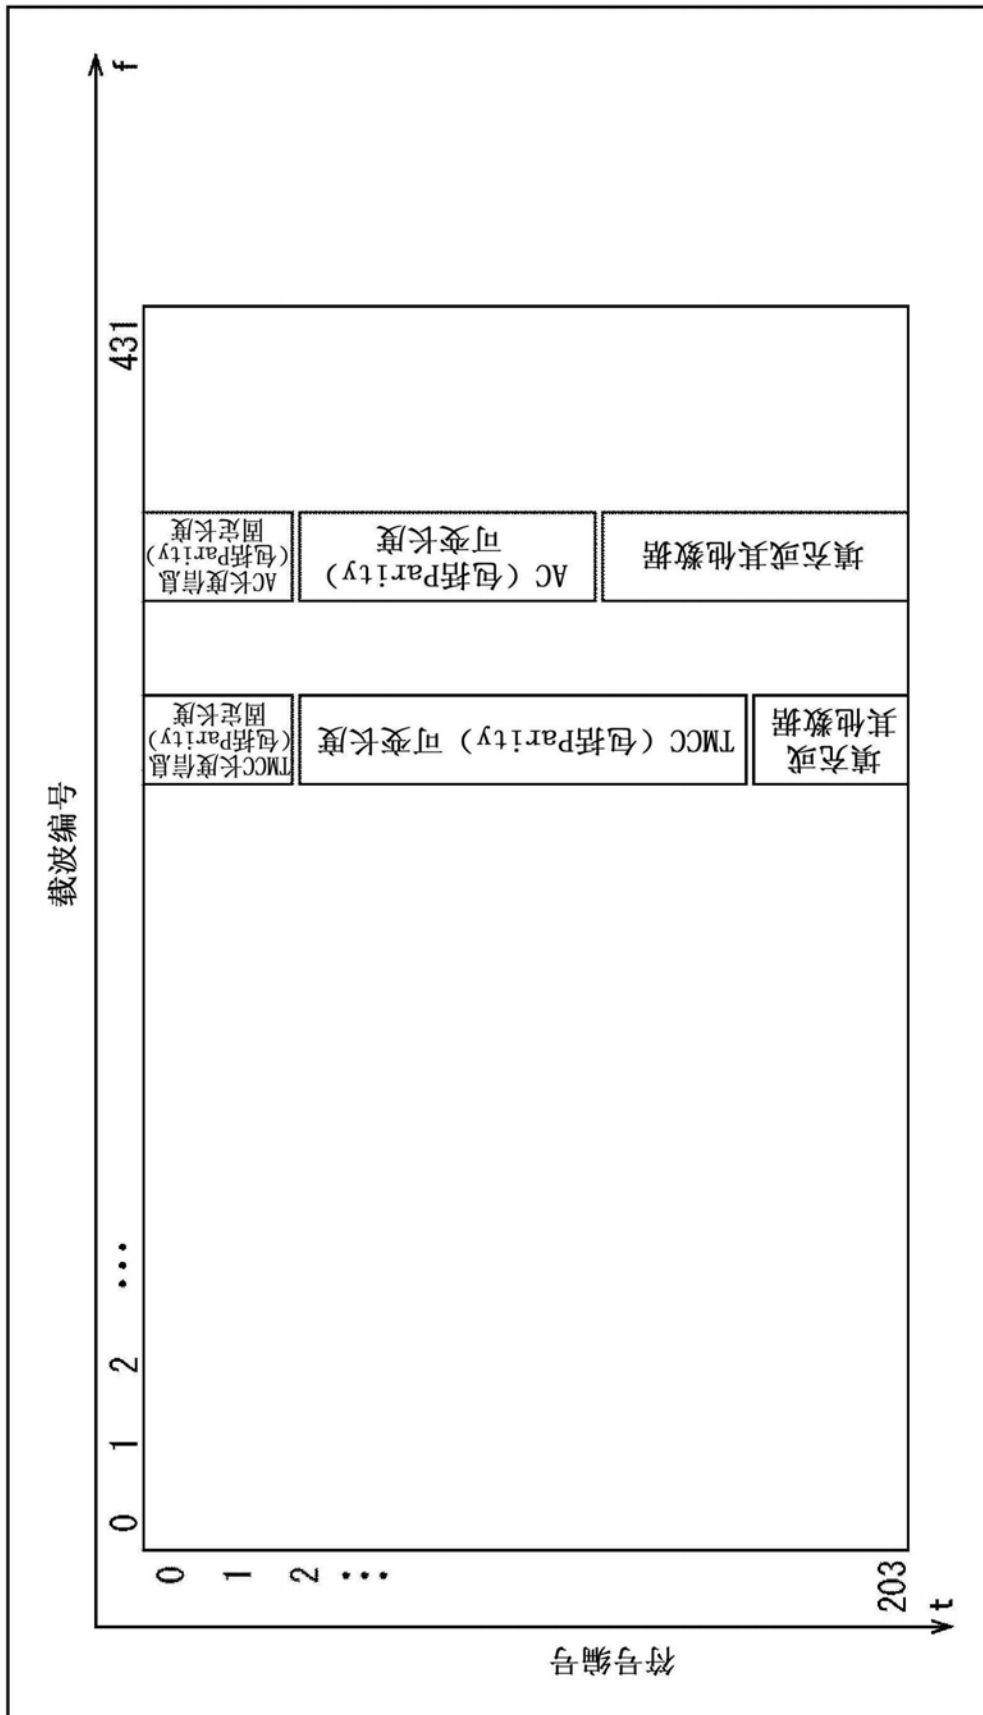 载波编号
f
0
1
2
...
431
符号编号
t
0
1
2
...
203
TMCC长度信息
(包括Parity)
固定长度
TMCC (包括Parity) 可变长度
填充或
其他数据
AC长度信息
(包括Parity)
固定长度
AC (包括Parity)
可变长度
填充或其他数据